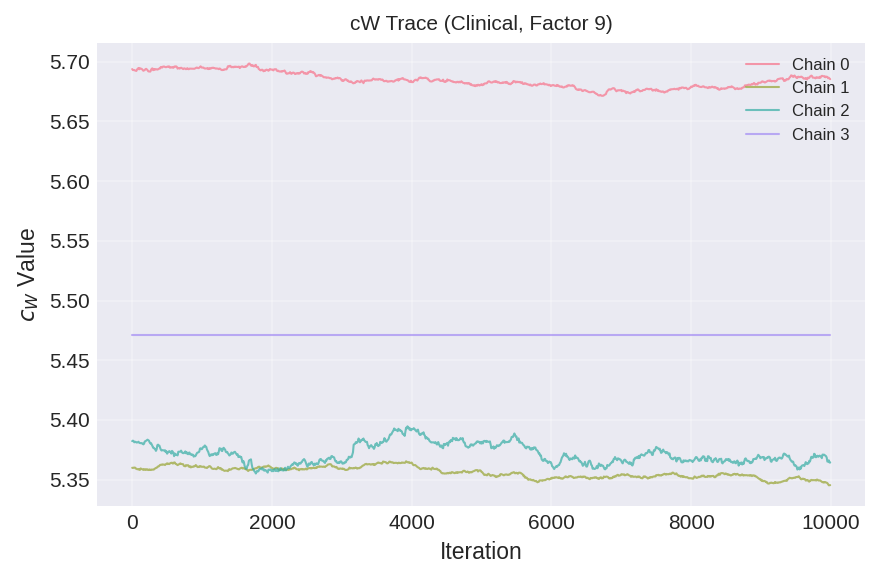 cW Trace (Clinical, Factor 9)
5.70
5.65
5.60
5.55
5.50
5.45
5.40
5.35
c_W Value
Chain 0
Chain 1
Chain 2
Chain 3
0 2000 4000 6000 8000 10000
Iteration